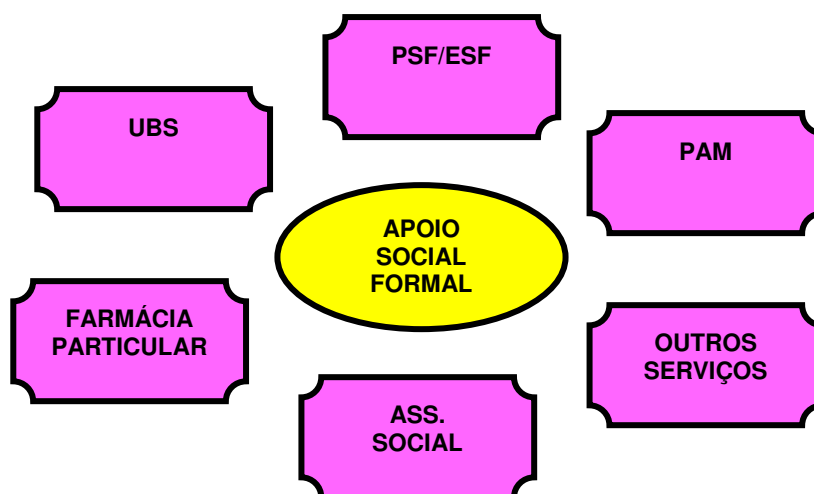 PSF/ESF
UBS
PAM
APOIO
SOCIAL
FORMAL
FARMÁCIA
PARTICULAR
OUTROS
SERVIÇOS
ASS.
SOCIAL